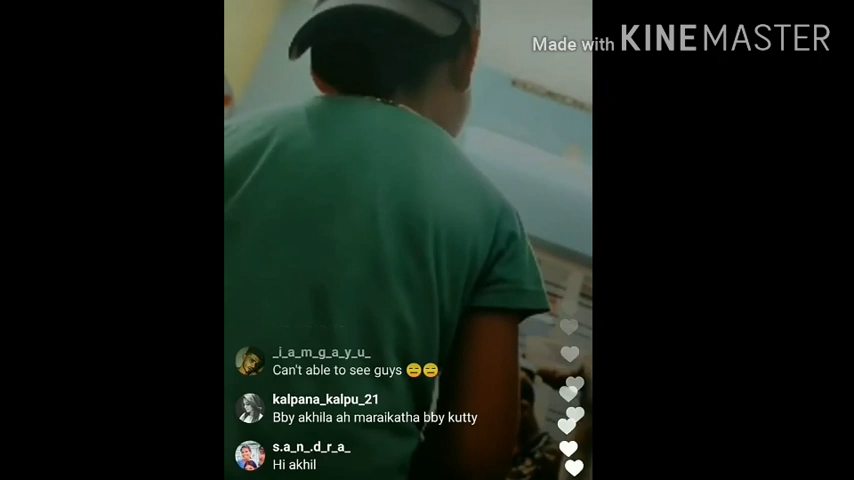 Made with KINEMASTER
_i_a_m_g_a_y_u_
Can't able to see guys 😑😑
kalpana_kalpu_21
Bby akhila ah maraikatha bby kutty
s.a_n_.d_r_a_
Hi akhil